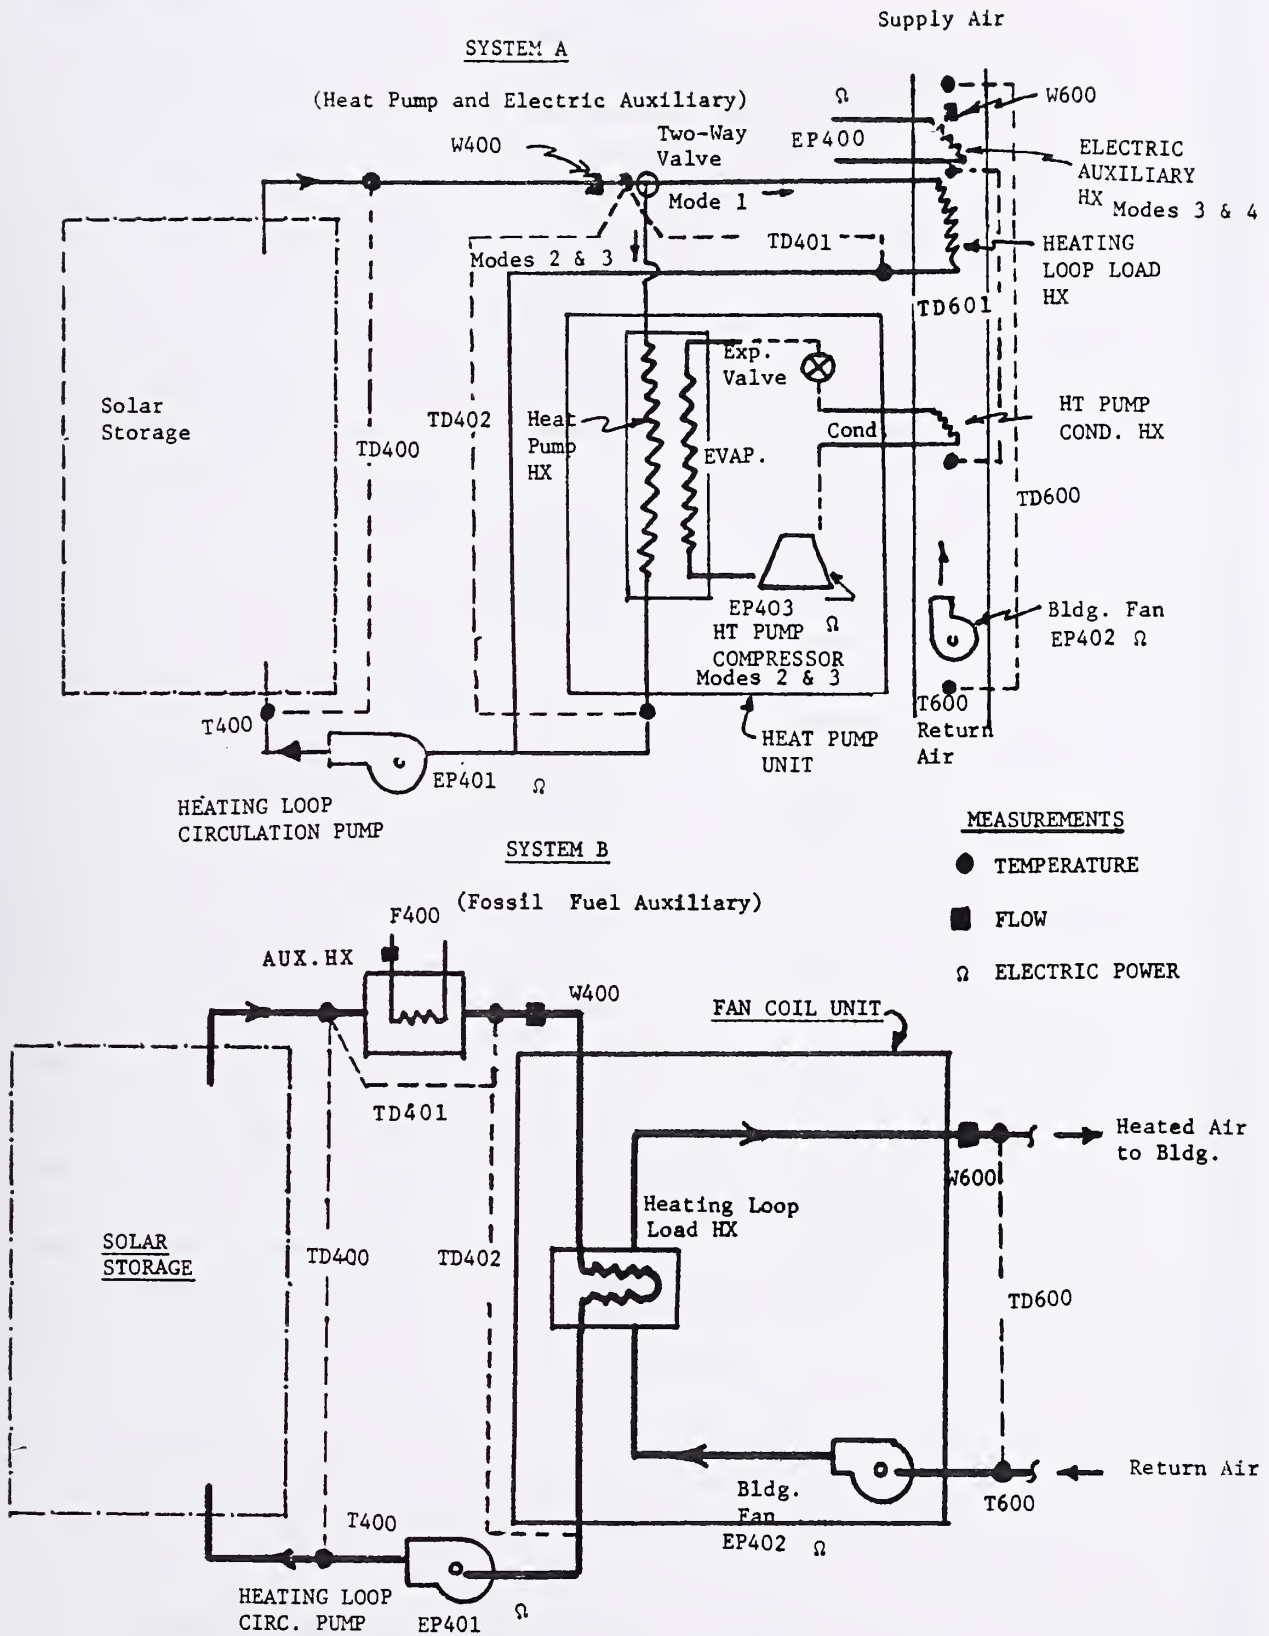 Supply Air
SYSTEM A
(Heat Pump and Electric Auxiliary)
Ω
W600
W400
Two-Way
Valve
EP400
ELECTRIC
AUXILIARY
HX Modes 3 & 4
Mode 1
TD401
HEATING
LOOP LOAD
HX
Modes 2 & 3
TD601
Exp.
Valve
Solar
Storage
TD402
Heat
Pump
HX
Cond
HT PUMP
COND. HX
TD400
EVAP.
TD600
EP403 Ω
HT PUMP
COMPRESSOR
Modes 2 & 3
Bldg. Fan
EP402 Ω
T400
T600
Return
Air
HEAT PUMP
UNIT
EP401 Ω
HEATING LOOP
CIRCULATION PUMP
MEASUREMENTS
TEMPERATURE
FLOW
Ω ELECTRIC POWER
SYSTEM B
(Fossil Fuel Auxiliary)
F400
AUX.HX
W400
FAN COIL UNIT
TD401
Heated Air
to Bldg.
W600
Heating Loop
Load HX
SOLAR
STORAGE
TD400
TD402
TD600
Return Air
T600
Bldg.
Fan
EP402 Ω
T400
HEATING LOOP
CIRC. PUMP
EP401 Ω